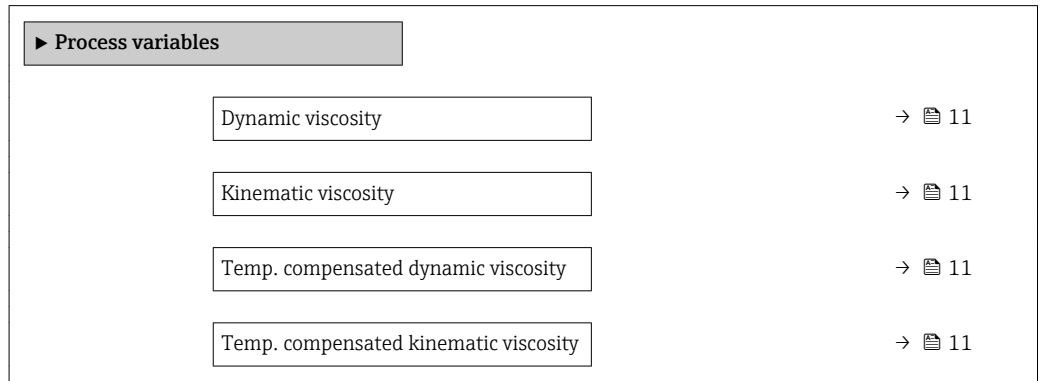 ▶ Process variables
Dynamic viscosity → 🖺 11
Kinematic viscosity → 🖺 11
Temp. compensated dynamic viscosity → 🖺 11
Temp. compensated kinematic viscosity → 🖺 11